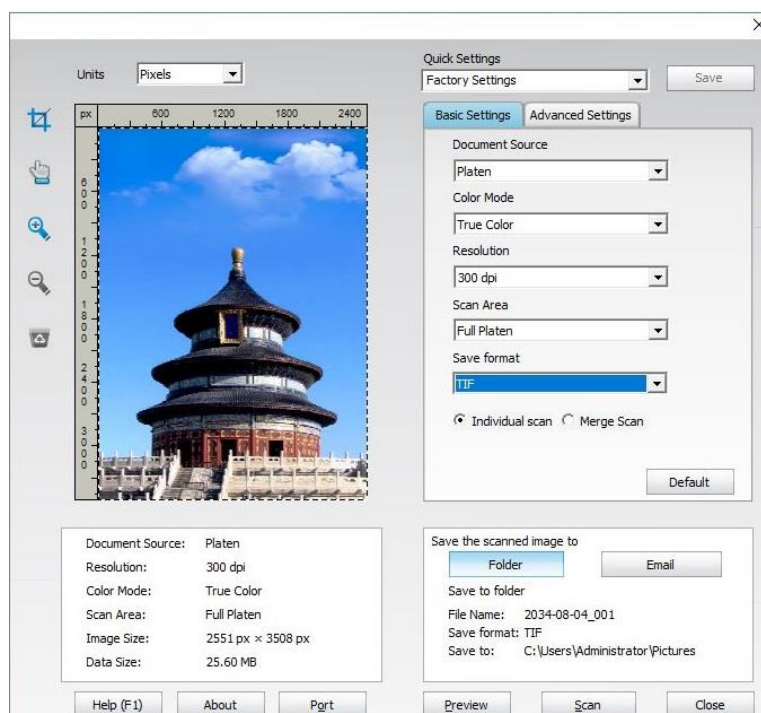 Units
Pixels
Quick Settings
Factory Settings
Save
px
600
1200
1800
2400
600
1200
1800
2400
3000
Basic Settings
Advanced Settings
Document Source
Platen
Color Mode
True Color
Resolution
300 dpi
Scan Area
Full Platen
Save format
TIF
Individual scan
Merge Scan
Default
Document Source: Platen
Resolution: 300 dpi
Color Mode: True Color
Scan Area: Full Platen
Image Size: 2551 px × 3508 px
Data Size: 25.60 MB
Save the scanned image to
Folder
Email
Save to folder
File Name: 2034-08-04_001
Save format: TIF
Save to: C:\Users\Administrator\Pictures
Help (F1)
About
Port
Preview
Scan
Close